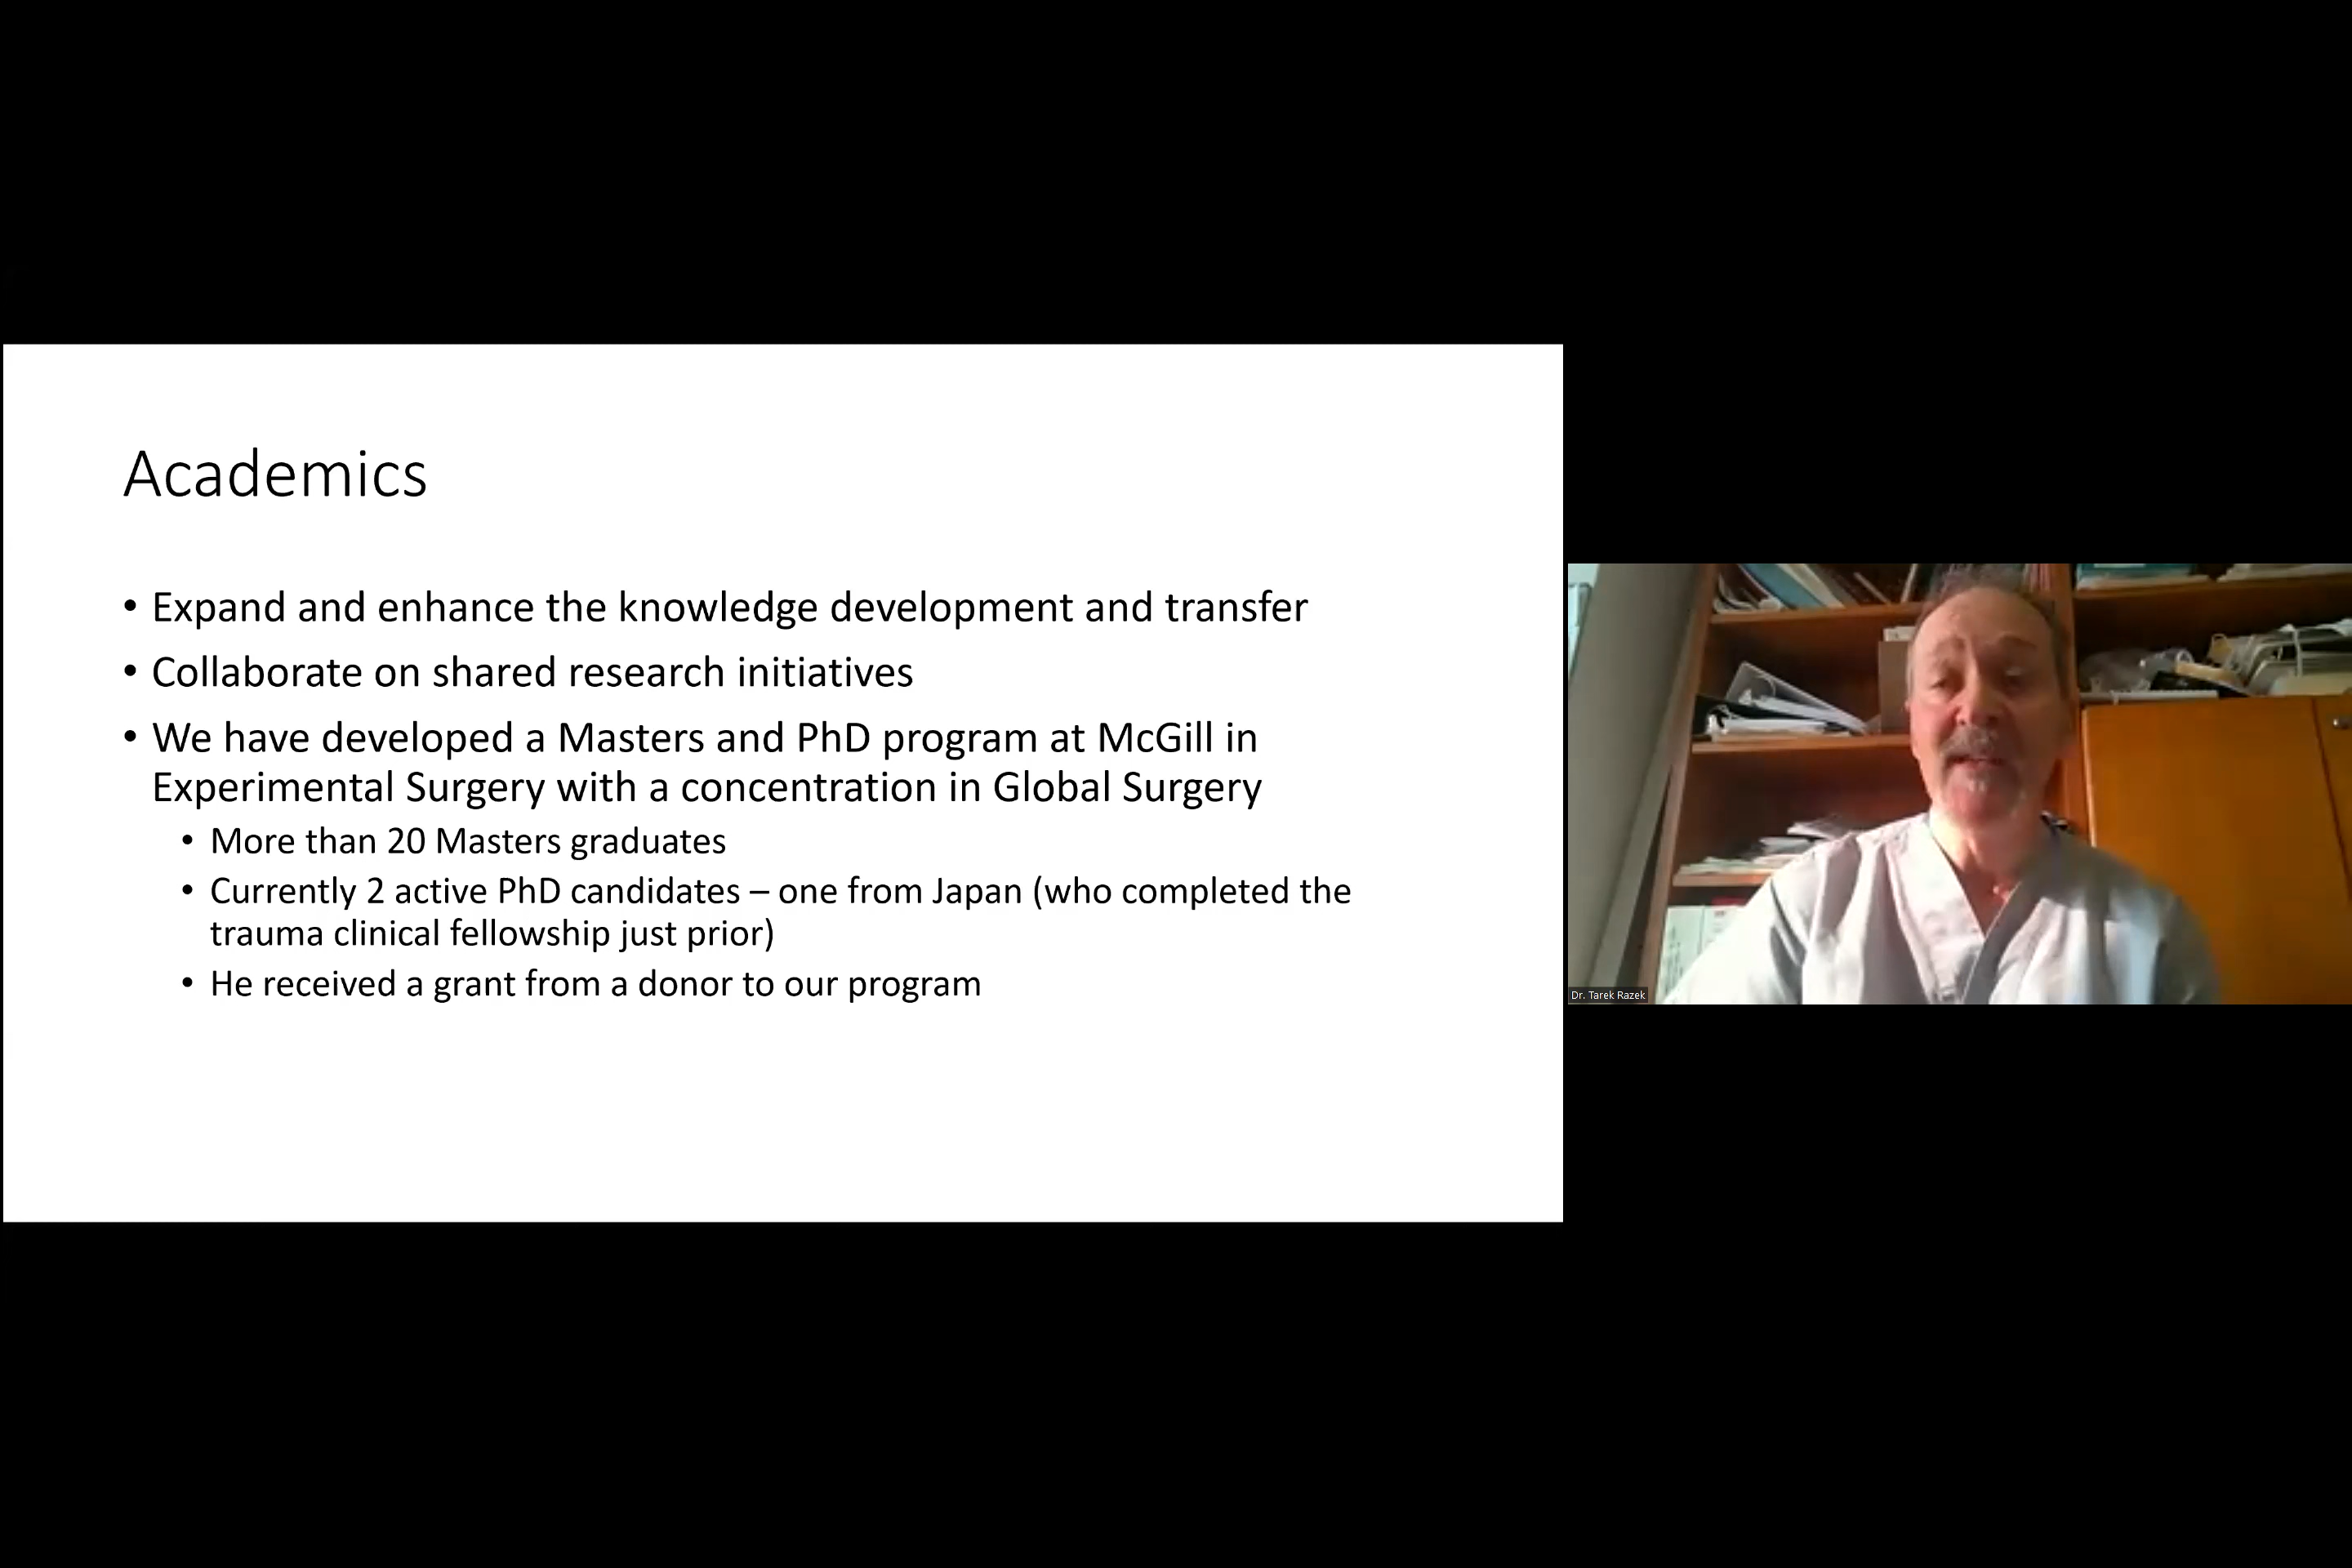 Academics
• Expand and enhance the knowledge development and transfer
• Collaborate on shared research initiatives
• We have developed a Masters and PhD program at McGill in
Experimental Surgery with a concentration in Global Surgery
• More than 20 Masters graduates
• Currently 2 active PhD candidates – one from Japan (who completed the
trauma clinical fellowship just prior)
• He received a grant from a donor to our program
Dr. Tarek Razek